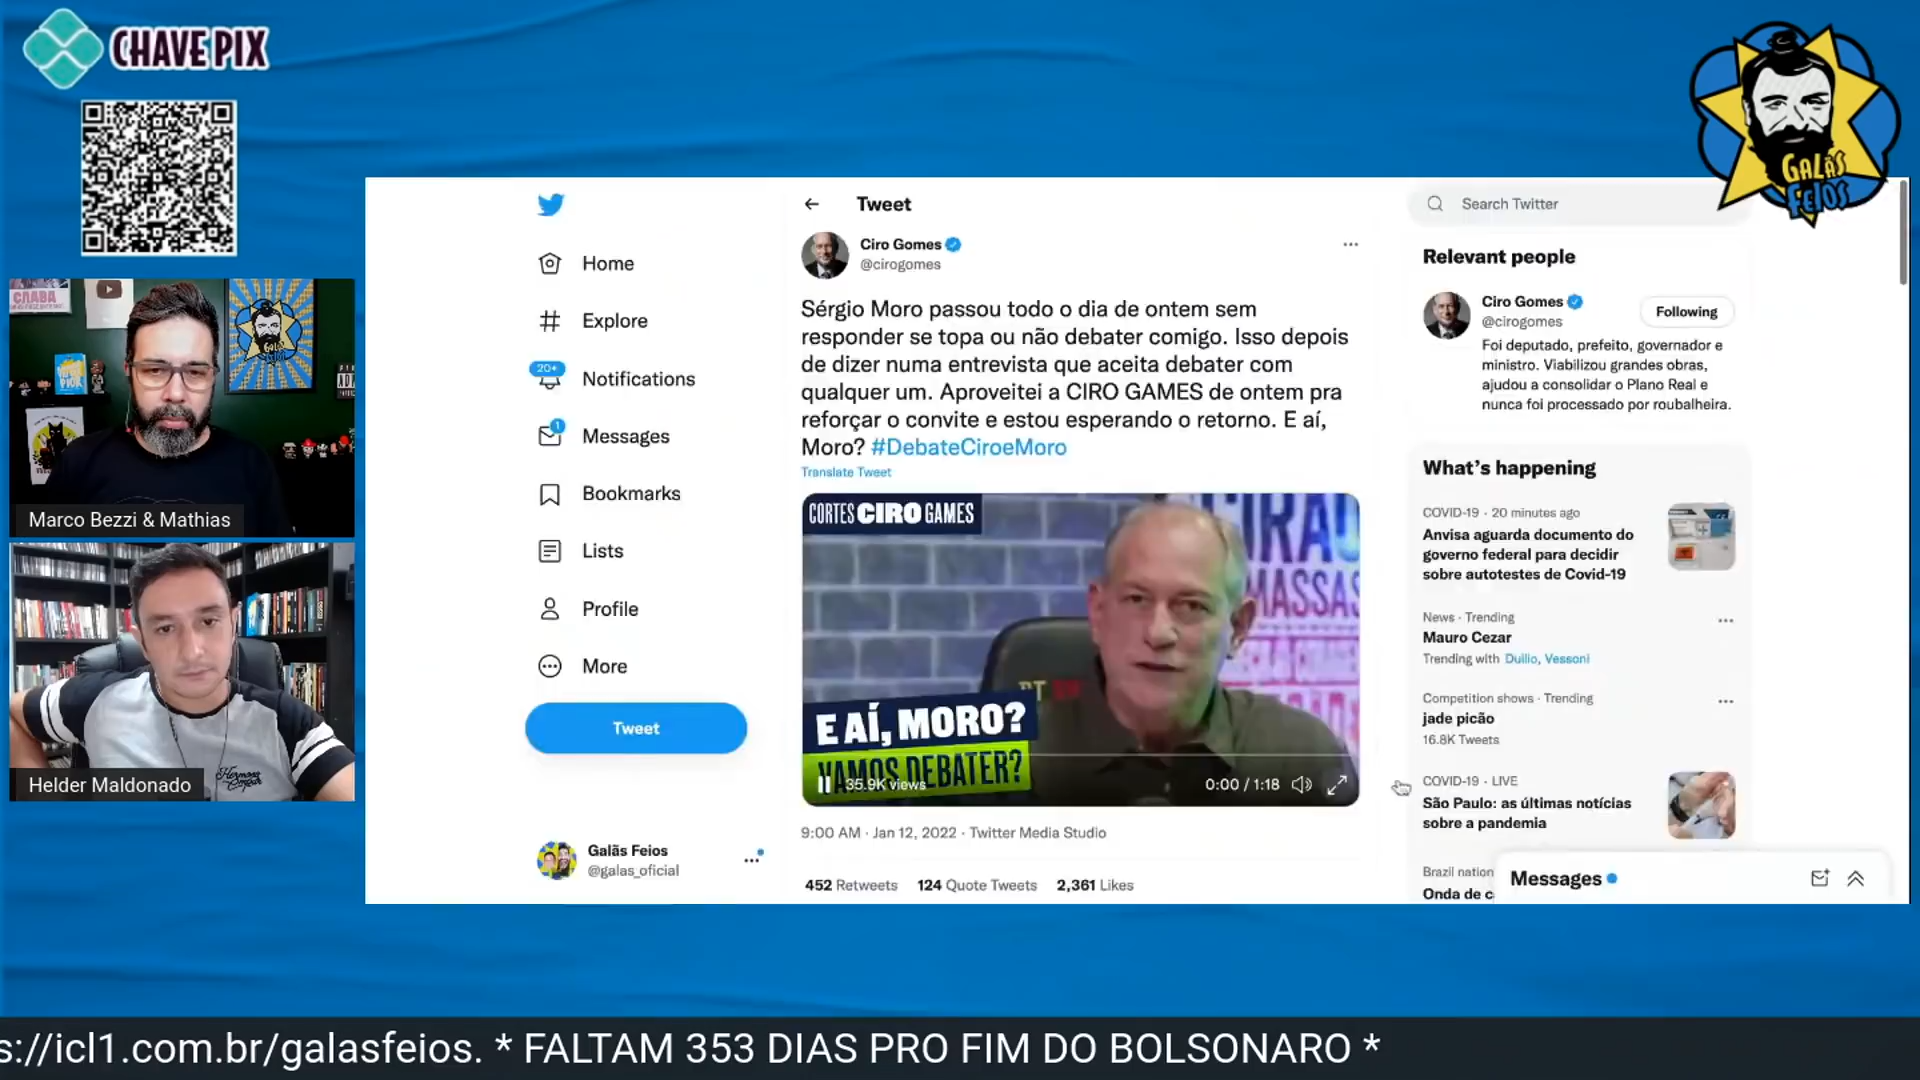 CHAVE PIX
GALÃS
FEIOS
СЛАВА
Marco Bezzi & Mathias
Helder Maldonado
Home
Explore
20+
Notifications
1
Messages
Bookmarks
Lists
Profile
More
Tweet
Galãs Feios
@galas_oficial
Tweet
Ciro Gomes
@cirogomes
Sérgio Moro passou todo o dia de ontem sem
responder se topa ou não debater comigo. Isso depois
de dizer numa entrevista que aceita debater com
qualquer um. Aproveitei a CIRO GAMES de ontem pra
reforçar o convite e estou esperando o retorno. E aí,
Moro? #DebateCiroeMoro
Translate Tweet
CORTES CIRO GAMES
MASSAS
E AÍ, MORO?
VAMOS DEBATER?
35.9K views
0:00 / 1:18
9:00 AM · Jan 12, 2022 · Twitter Media Studio
452 Retweets 124 Quote Tweets 2,361 Likes
Search Twitter
Relevant people
Ciro Gomes
@cirogomes
Following
Foi deputado, prefeito, governador e
ministro. Viabilizou grandes obras,
ajudou a consolidar o Plano Real e
nunca foi processado por roubalheira.
What's happening
COVID-19 · 20 minutes ago
Anvisa aguarda documento do
governo federal para decidir
sobre autotestes de Covid-19
News · Trending
Mauro Cezar
Trending with Duilio, Vessoni
Competition shows · Trending
jade picão
16.8K Tweets
COVID-19 · LIVE
São Paulo: as últimas notícias
sobre a pandemia
Brazil nation
Onda de c
Messages
s://icl1.com.br/galasfeios. * FALTAM 353 DIAS PRO FIM DO BOLSONARO *